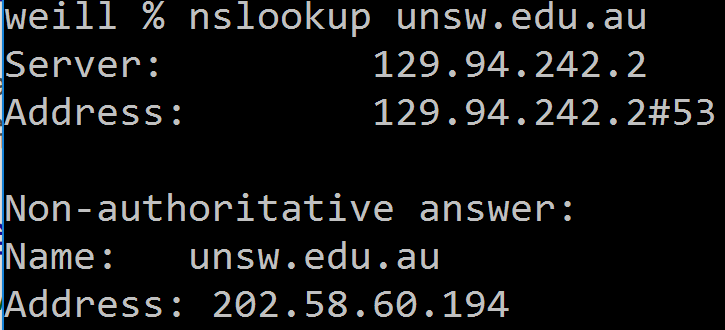 weill % nslookup unsw.edu.au
Server:         129.94.242.2
Address:        129.94.242.2#53

Non-authoritative answer:
Name:   unsw.edu.au
Address: 202.58.60.194